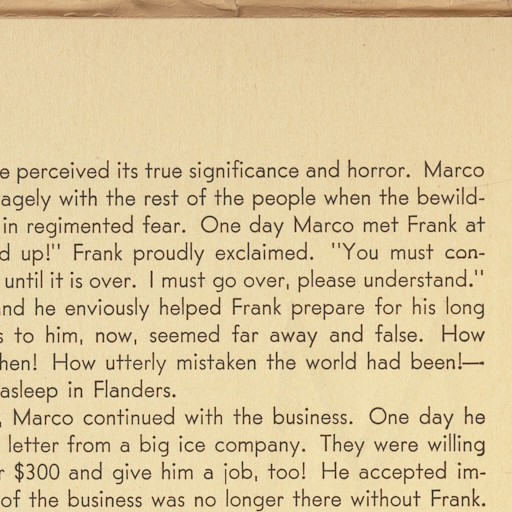 e perceived its true significance and horror. Marco
agely with the rest of the people when the bewild-
in regimented fear. One day Marco met Frank at
d up!" Frank proudly exclaimed. "You must con-
until it is over. I must go over, please understand."
nd he enviously helped Frank prepare for his long
s to him, now, seemed far away and false. How
hen! How utterly mistaken the world had been!—
asleep in Flanders.
, Marco continued with the business. One day he
letter from a big ice company. They were willing
r $300 and give him a job, too! He accepted im-
of the business was no longer there without Frank.